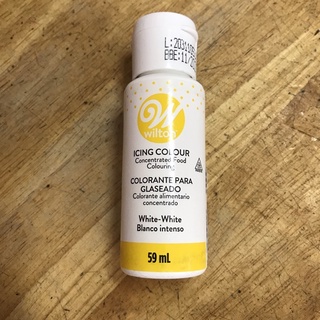 W
wilton
ICING COLOUR
Concentrated Food
Colouring
COLORANTE PARA
GLASEADO
Colorante alimentario
concentrado
White-White
Blanco intenso
59 mL